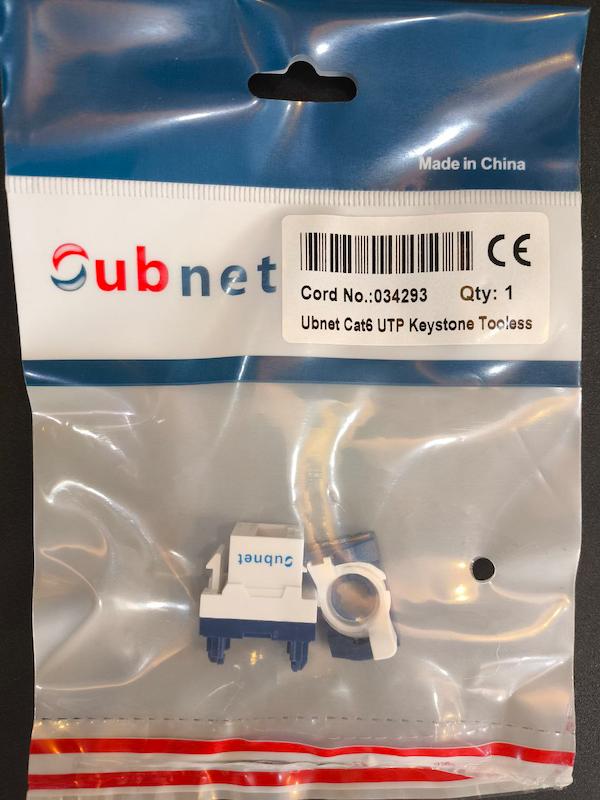 Made in China
Subnet
CE
Cord No.:034293 Qty: 1
Ubnet Cat6 UTP Keystone Tooless
Subnet